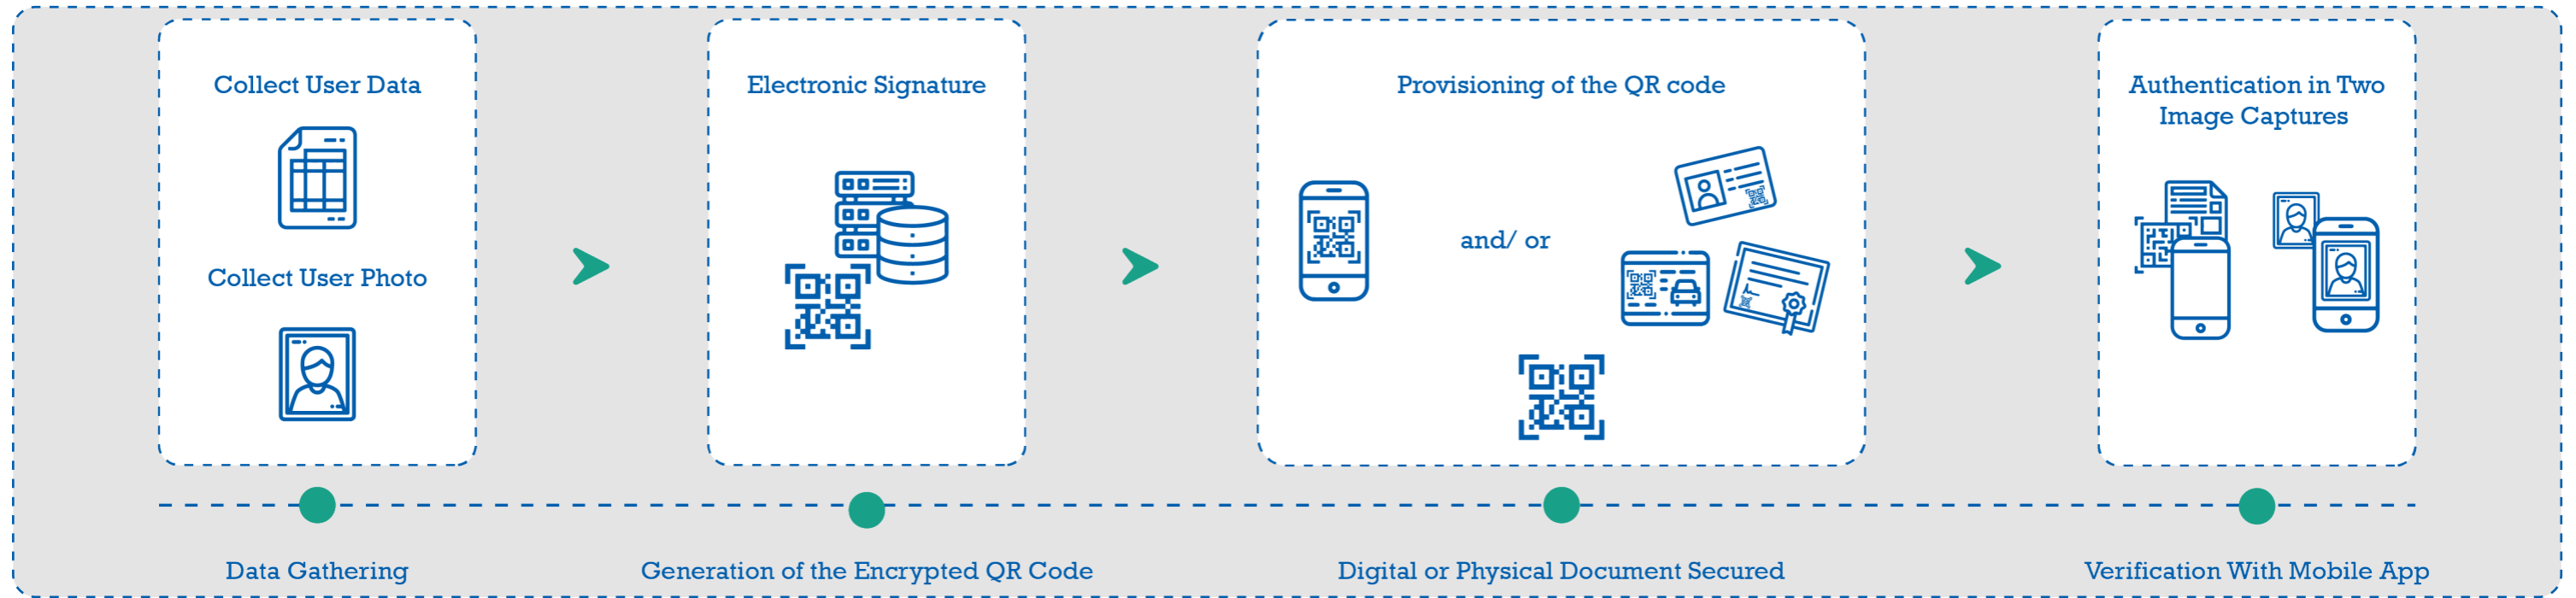 Collect User Data
Collect User Photo
Electronic Signature
Provisioning of the QR code
and/ or
Authentication in Two
Image Captures
Data Gathering
Generation of the Encrypted QR Code
Digital or Physical Document Secured
Verification With Mobile App